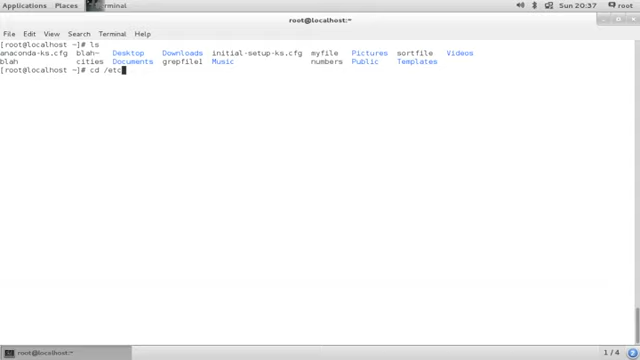 Applications Places Terminal Sun 20:37 root
root@localhost:~
File Edit View Search Terminal Help
[root@localhost ~]# ls
anaconda-ks.cfg blah~ Desktop Downloads initial-setup-ks.cfg myfile Pictures sortfile Videos
blah cities Documents grepfile1 Music numbers Public Templates
[root@localhost ~]# cd /etc
root@localhost:~ 1 / 4 2